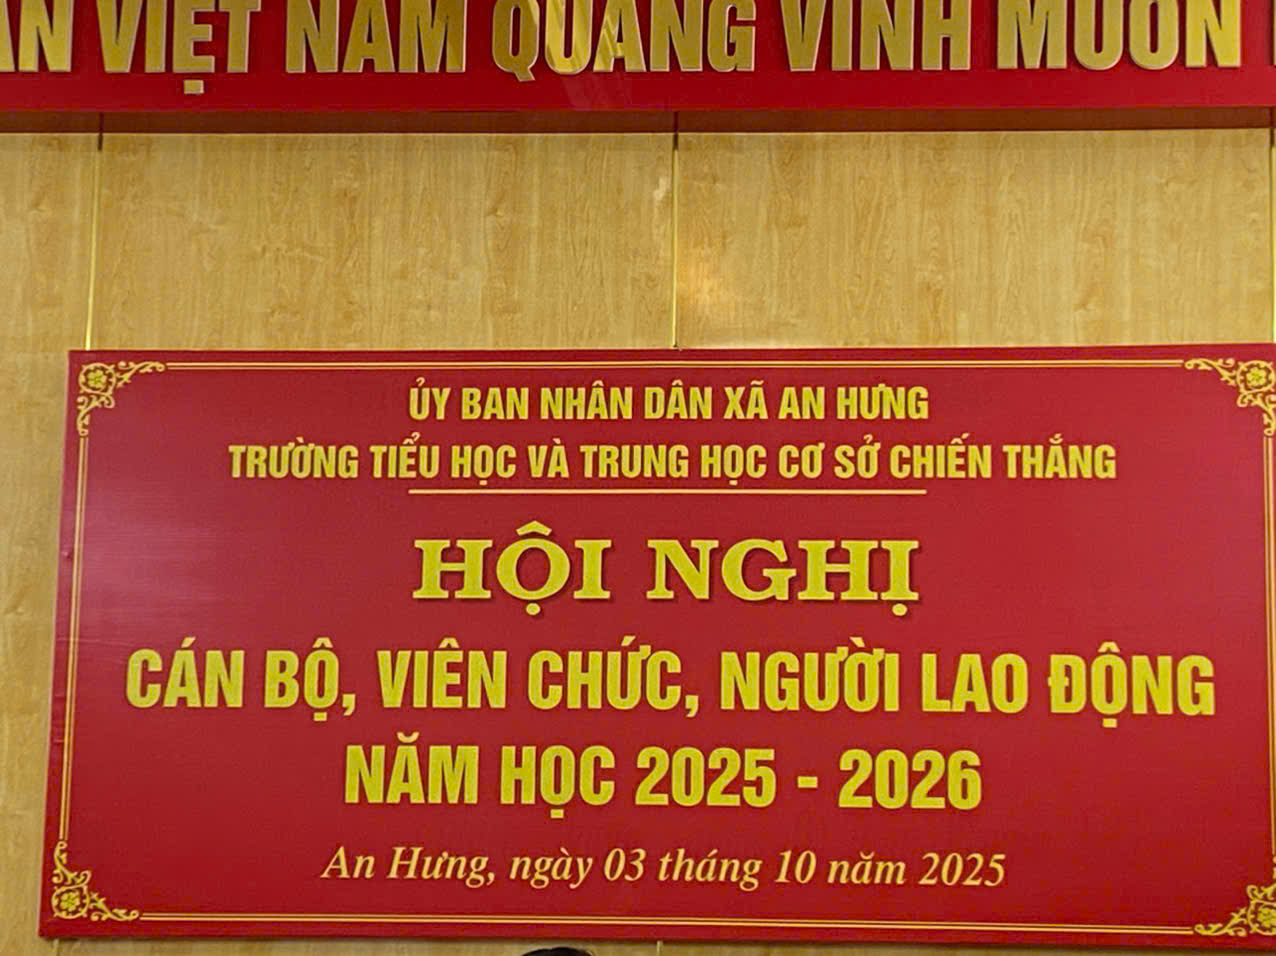 VIỆT NAM QUANG VINH MUÔN
ỦY BAN NHÂN DÂN XÃ AN HƯNG
TRƯỜNG TIỂU HỌC VÀ TRUNG HỌC CƠ SỞ CHIẾN THẮNG
HỘI NGHỊ
CÁN BỘ, VIÊN CHỨC, NGƯỜI LAO ĐỘNG
NĂM HỌC 2025 - 2026
An Hưng, ngày 03 tháng 10 năm 2025